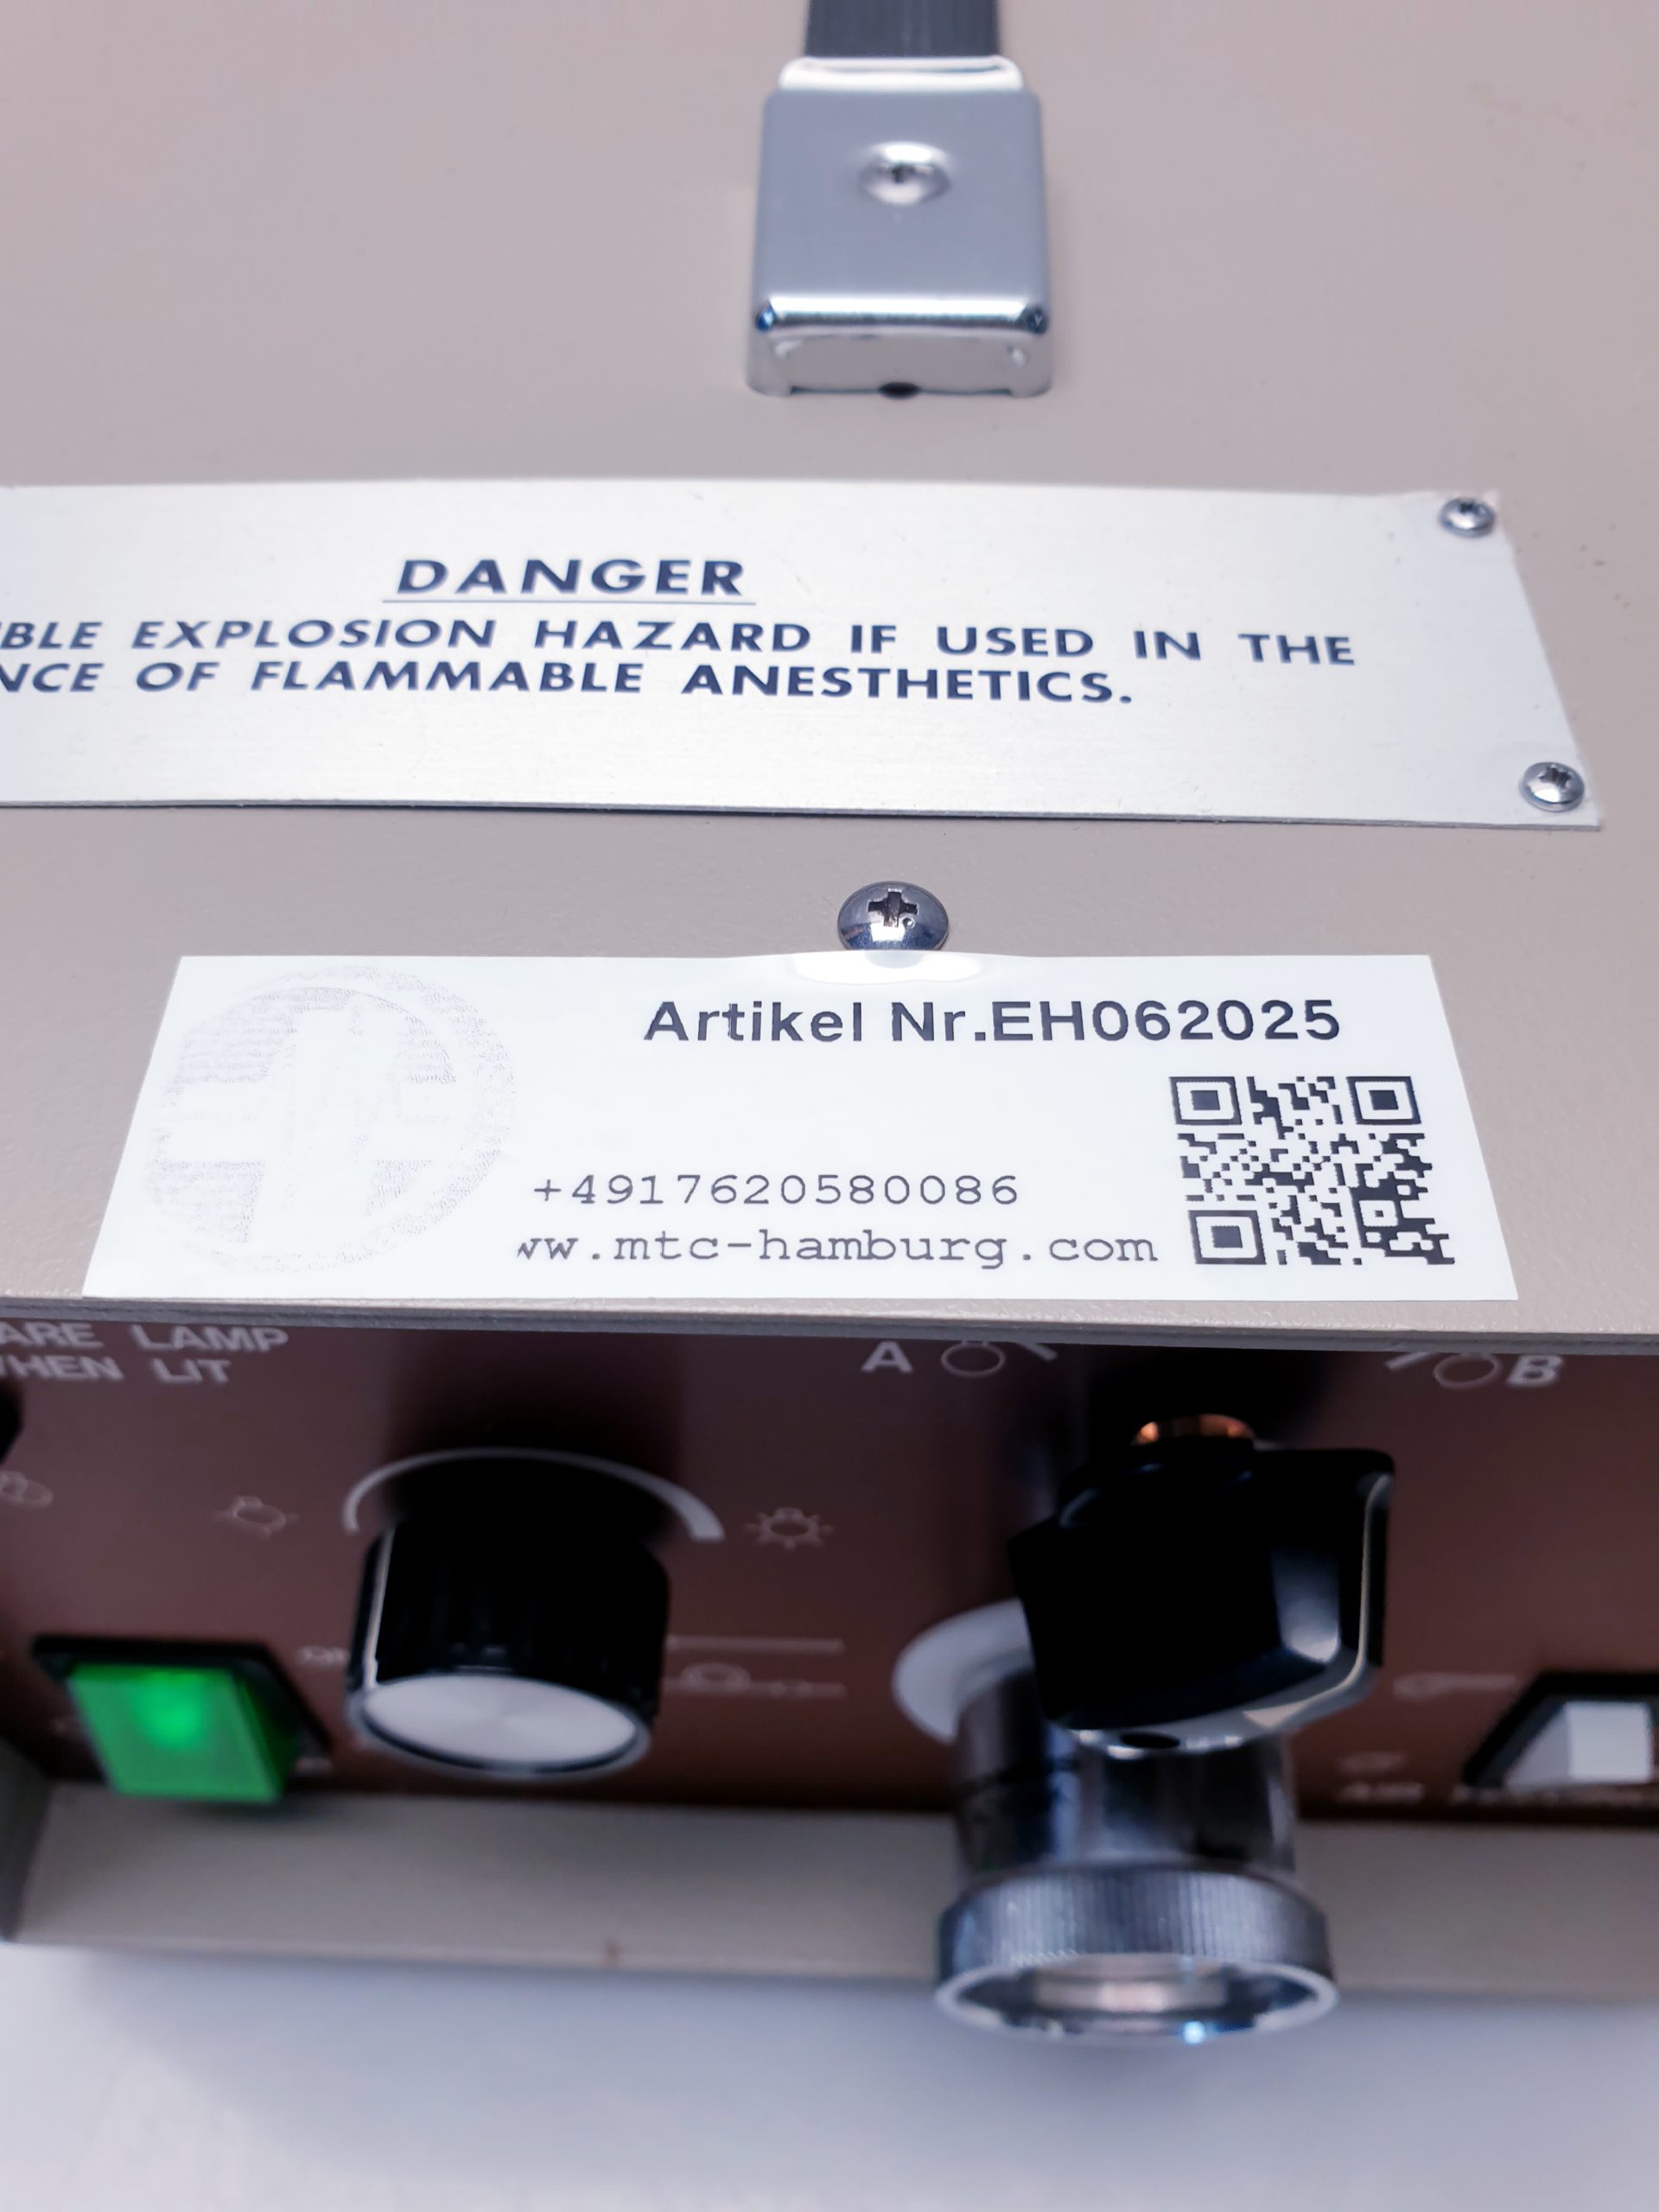 DANGER
BLE EXPLOSION HAZARD IF USED IN THE
NCE OF FLAMMABLE ANESTHETICS.
Artikel Nr.EH062025
+4917620580086
ww.mtc-hamburg.com
ARE LAMP
WHEN LIT
A B
AIR